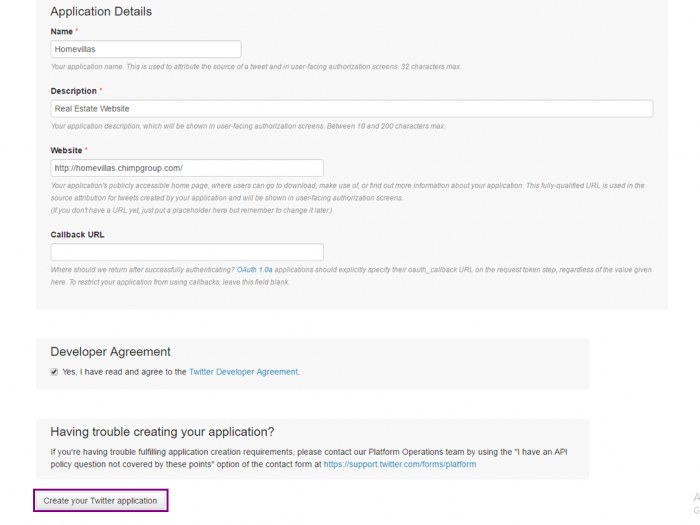 Application Details
Name *
Homevillas
Your application name. This is used to attribute the source of a tweet and in user-facing authorization screens. 32 characters max.
Description *
Real Estate Website
Your application description, which will be shown in user-facing authorization screens. Between 10 and 200 characters max.
Website *
http://homevillas.chimpgroup.com/
Your application's publicly accessible home page, where users can go to download, make use of, or find out more information about your application. This fully-qualified URL is used in the
source attribution for tweets created by your application and will be shown in user-facing authorization screens.
(If you don't have a URL yet, just put a placeholder here but remember to change it later.)
Callback URL
Where should we return after successfully authenticating? OAuth 1.0a applications should explicitly specify their oauth_callback URL on the request token step, regardless of the value given
here. To restrict your application from using callbacks, leave this field blank.
Developer Agreement
Yes, I have read and agree to the Twitter Developer Agreement.
Having trouble creating your application?
If you're having trouble fulfilling application creation requirements, please contact our Platform Operations team by using the "I have an API
policy question not covered by these points" option of the contact form at https://support.twitter.com/forms/platform
Create your Twitter application
A
G